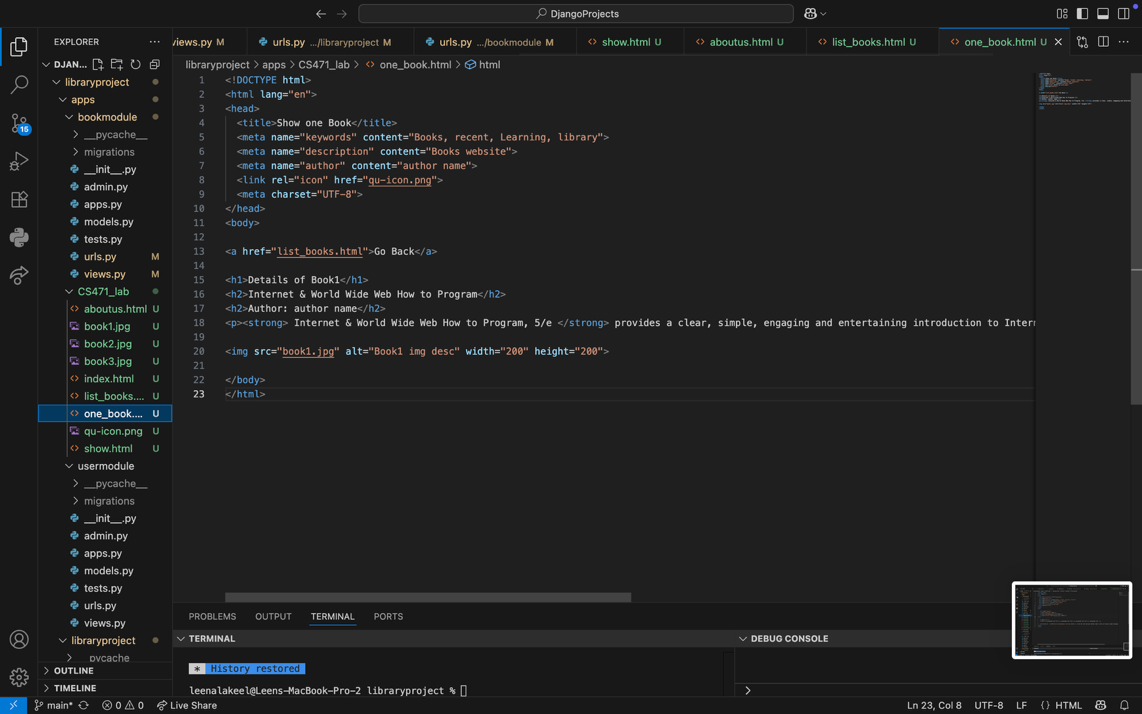 DjangoProjects
EXPLORER
views.py M
urls.py .../libraryproject M
urls.py .../bookmodule M
show.html U
aboutus.html U
list_books.html U
one_book.html U
DJAN...
libraryproject > apps > CS471_lab > one_book.html > html
libraryproject
apps
bookmodule
__pycache__
migrations
__init__.py
admin.py
apps.py
models.py
tests.py
urls.py M
views.py M
CS471_lab
aboutus.html U
book1.jpg U
book2.jpg U
book3.jpg U
index.html U
list_books.... U
one_book.... U
qu-icon.png U
show.html U
usermodule
__pycache__
migrations
__init__.py
admin.py
apps.py
models.py
tests.py
urls.py
views.py
libraryproject
pycache
OUTLINE
TIMELINE
15
1 <!DOCTYPE html>
2 <html lang="en">
3 <head>
4 <title>Show one Book</title>
5 <meta name="keywords" content="Books, recent, Learning, library">
6 <meta name="description" content="Books website">
7 <meta name="author" content="author name">
8 <link rel="icon" href="qu-icon.png">
9 <meta charset="UTF-8">
10 </head>
11 <body>
12
13 <a href="list_books.html">Go Back</a>
14
15 <h1>Details of Book1</h1>
16 <h2>Internet & World Wide Web How to Program</h2>
17 <h2>Author: author name</h2>
18 <p><strong> Internet & World Wide Web How to Program, 5/e </strong> provides a clear, simple, engaging and entertaining introduction to Inter
19
20 <img src="book1.jpg" alt="Book1 img desc" width="200" height="200">
21
22 </body>
23 </html>
PROBLEMS OUTPUT TERMINAL PORTS
TERMINAL
DEBUG CONSOLE
* History restored
leenalakeel@Leens-MacBook-Pro-2 libraryproject %
>
main* 0 0 Live Share
Ln 23, Col 8 UTF-8 LF {} HTML